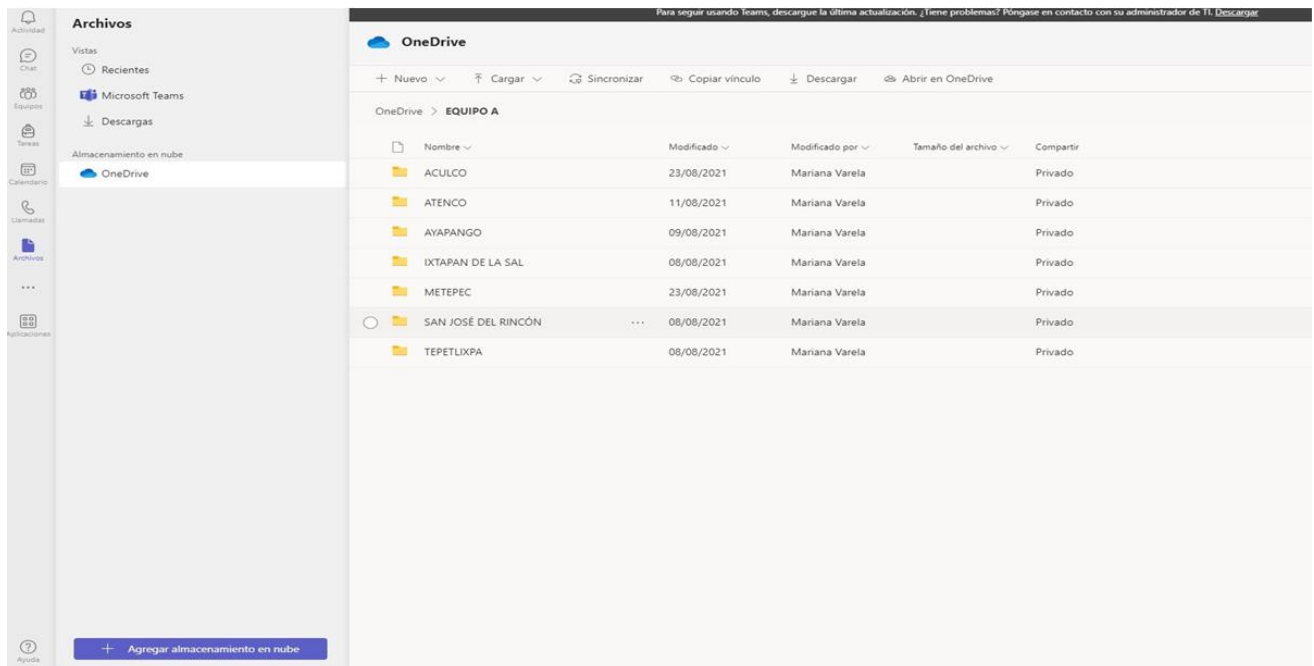 Para seguir usando Teams, descargue la última actualización. ¿Tiene problemas? Póngase en contacto con su administrador de TI. Descargar
Actividad
Chat
Equipos
Tareas
Calendario
Llamadas
Archivos
...
Aplicaciones
Ayuda
Archivos
Vistas
Recientes
Microsoft Teams
Descargas
Almacenamiento en nube
OneDrive
+ Agregar almacenamiento en nube
OneDrive
+ Nuevo Cargar Sincronizar Copiar vínculo Descargar Abrir en OneDrive
OneDrive > EQUIPO A
Nombre Modificado Modificado por Tamaño del archivo Compartir
ACULCO 23/08/2021 Mariana Varela Privado
ATENCO 11/08/2021 Mariana Varela Privado
AYAPANGO 09/08/2021 Mariana Varela Privado
IXTAPAN DE LA SAL 08/08/2021 Mariana Varela Privado
METEPEC 23/08/2021 Mariana Varela Privado
SAN JOSÉ DEL RINCÓN ... 08/08/2021 Mariana Varela Privado
TEPETLIXPA 08/08/2021 Mariana Varela Privado